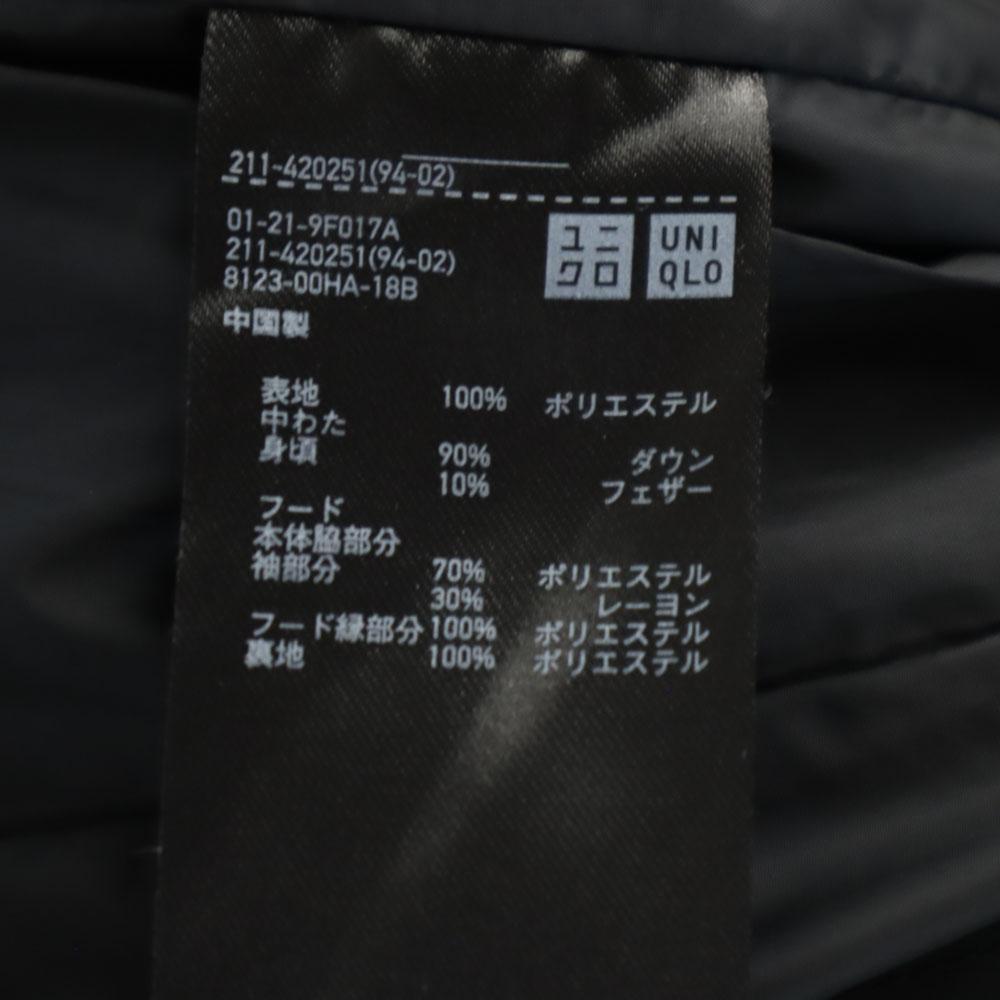 211-420251(94-02)
01-21-9F017A
211-420251(94-02)
8123-00HA-18B
ユニ
クロ
UNI
QLO
中国製
表地 100% ポリエステル
中わた
身頃 90% ダウン
10% フェザー
フード
本体脇部分
袖部分 70% ポリエステル
30% レーヨン
フード縁部分 100% ポリエステル
裏地 100% ポリエステル